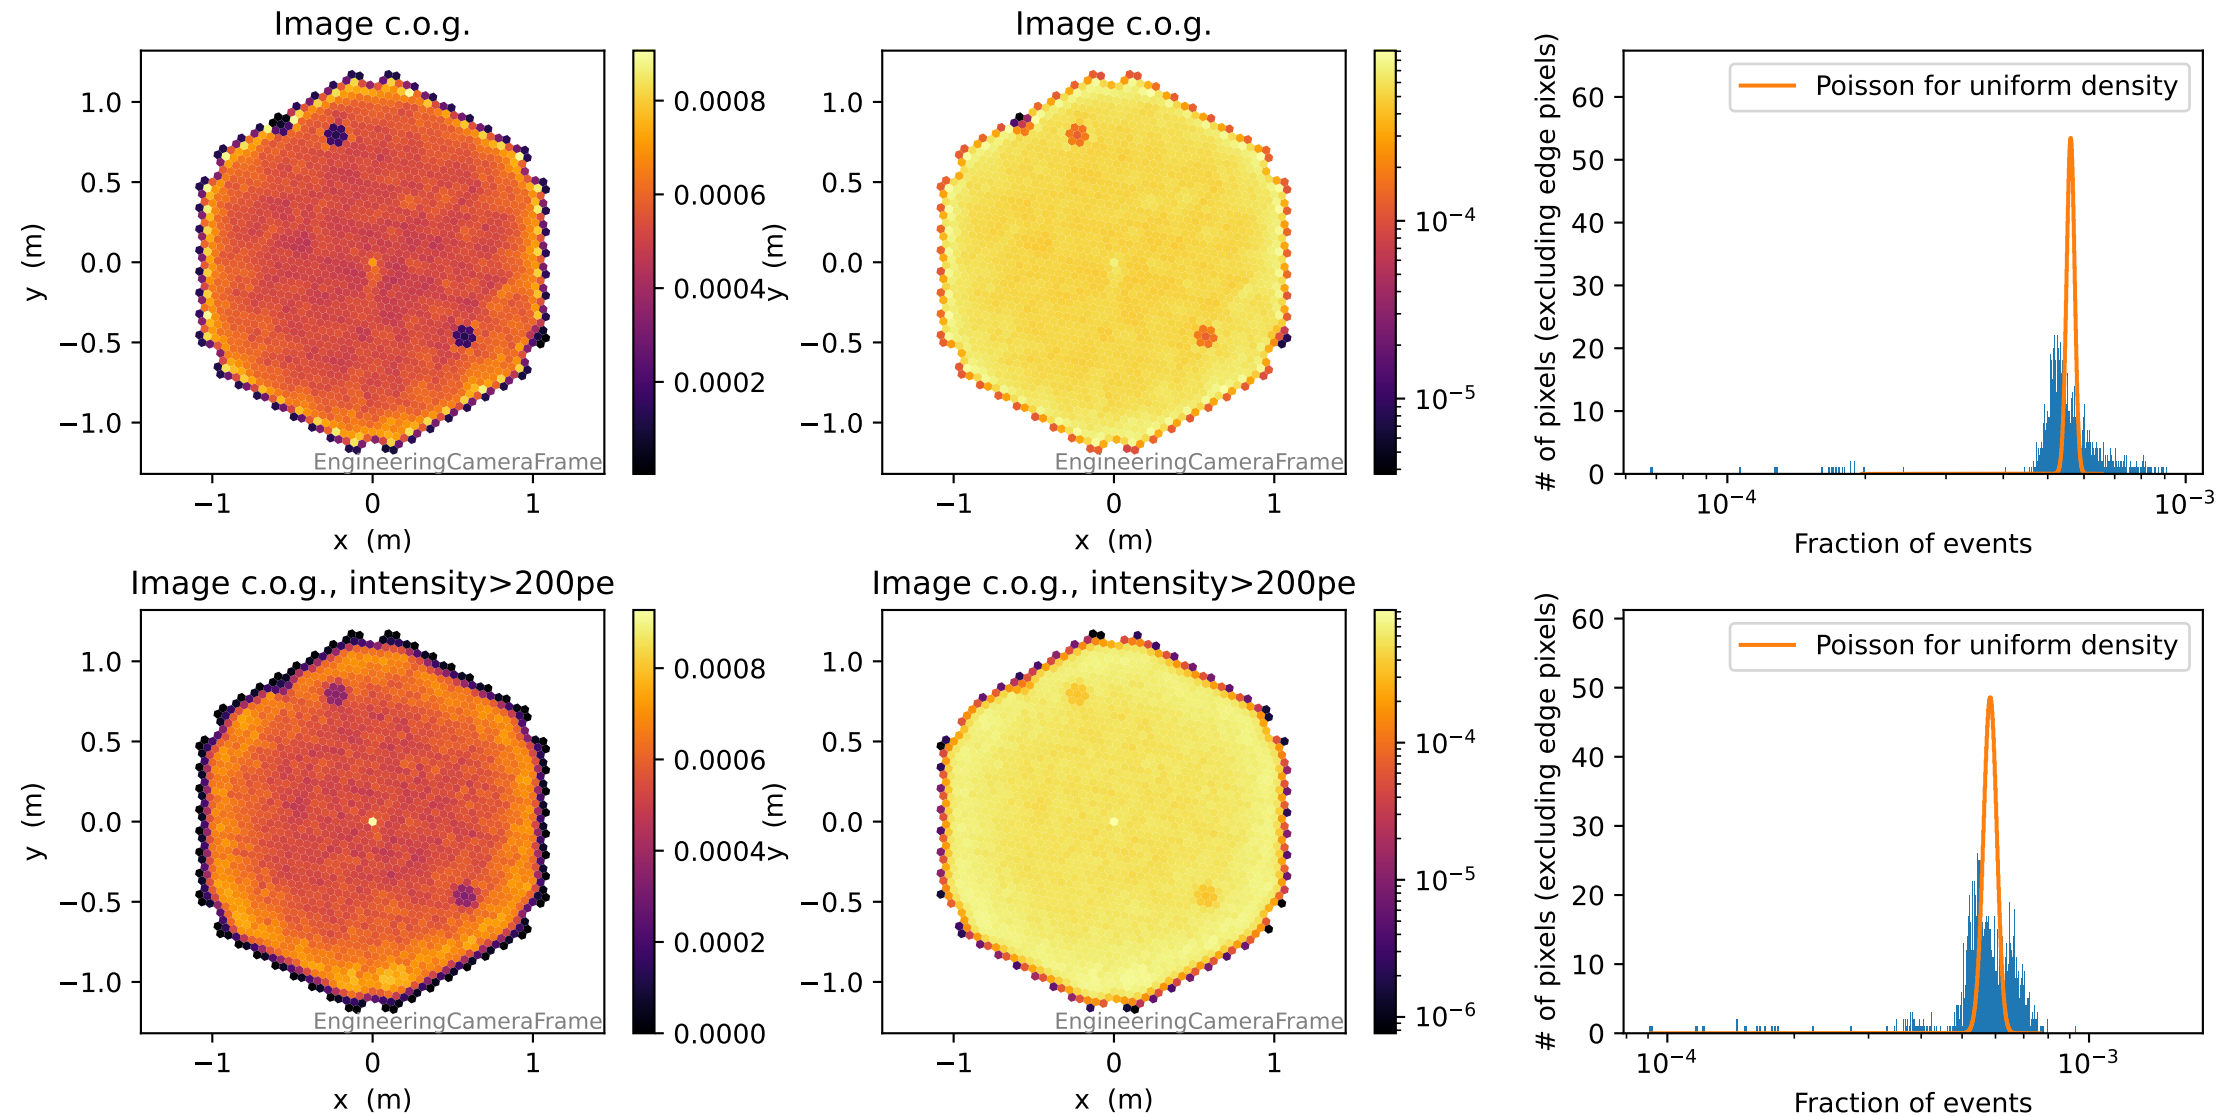 Image c.o.g.
1.0
0.5
0.0
−0.5
−1.0
y (m)
−1
0
1
x (m)
EngineeringCameraFrame
0.0008
0.0006
0.0004
0.0002
Image c.o.g.
1.0
0.5
0.0
−0.5
−1.0
y (m)
−1
0
1
x (m)
EngineeringCameraFrame
10⁻⁴
10⁻⁵
Poisson for uniform density
60
50
40
30
20
10
0
# of pixels (excluding edge pixels)
10⁻⁴
10⁻³
Fraction of events
Image c.o.g., intensity>200pe
1.0
0.5
0.0
−0.5
−1.0
y (m)
−1
0
1
x (m)
EngineeringCameraFrame
0.0008
0.0006
0.0004
0.0002
0.0000
Image c.o.g., intensity>200pe
1.0
0.5
0.0
−0.5
−1.0
y (m)
−1
0
1
x (m)
EngineeringCameraFrame
10⁻⁴
10⁻⁵
10⁻⁶
Poisson for uniform density
60
50
40
30
20
10
0
# of pixels (excluding edge pixels)
10⁻⁴
10⁻³
Fraction of events